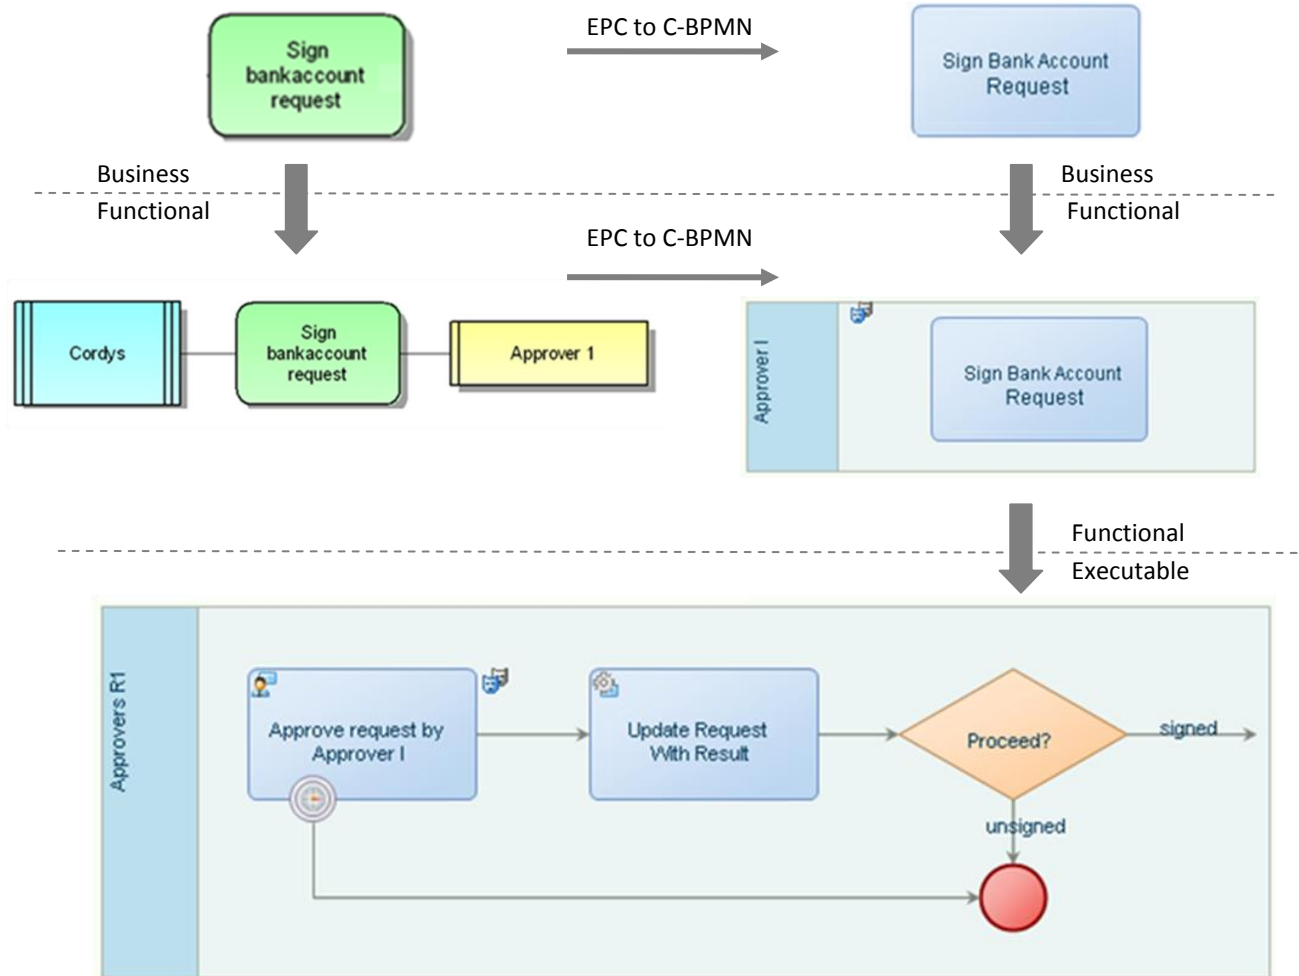 Sign
bankaccount
request
EPC to C-BPMN
Sign Bank Account
Request
Business
Functional
Business
Functional
EPC to C-BPMN
Cordys
Sign
bankaccount
request
Approver 1
Approver I
Sign Bank Account
Request
Functional
Executable
Approvers R1
Approve request by
Approver I
Update Request
With Result
Proceed?
signed
unsigned